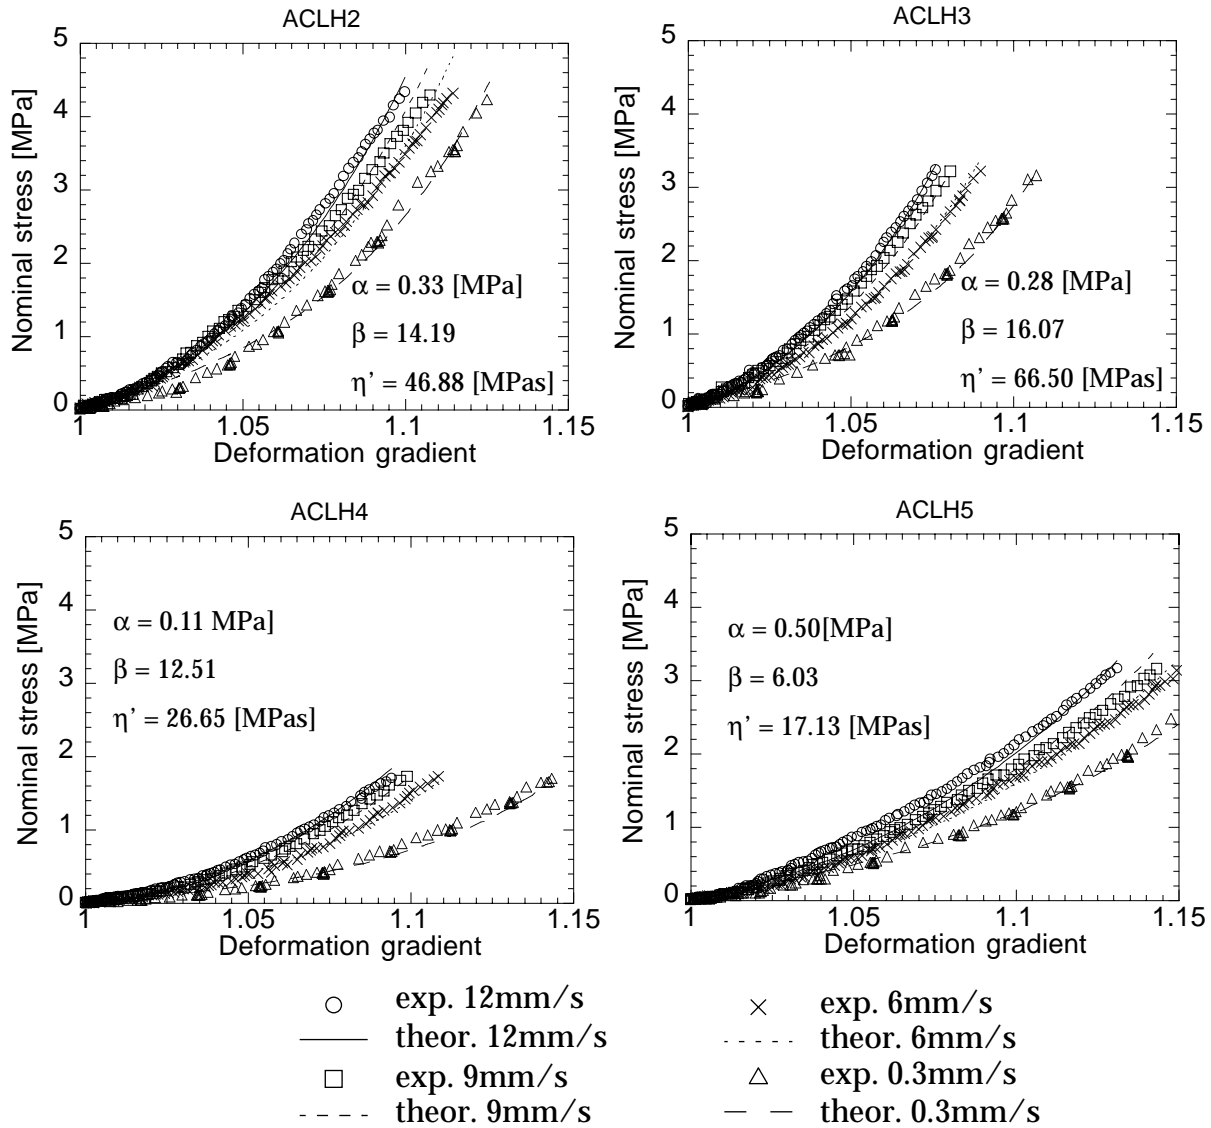 ACLH2
5
4
3
2
1
0
Nominal stress [MPa]
α = 0.33 [MPa]
β = 14.19
η’ = 46.88 [MPas]
1 1.05 1.1 1.15
Deformation gradient
ACLH3
5
4
3
2
1
0
Nominal stress [MPa]
α = 0.28 [MPa]
β = 16.07
η’ = 66.50 [MPas]
1 1.05 1.1 1.15
Deformation gradient
ACLH4
5
4
3
2
1
0
Nominal stress [MPa]
α = 0.11 MPa]
β = 12.51
η’ = 26.65 [MPas]
1 1.05 1.1 1.15
Deformation gradient
ACLH5
5
4
3
2
1
0
Nominal stress [MPa]
α = 0.50[MPa]
β = 6.03
η’ = 17.13 [MPas]
1 1.05 1.1 1.15
Deformation gradient
exp. 12mm/s
theor. 12mm/s
exp. 9mm/s
theor. 9mm/s
exp. 6mm/s
theor. 6mm/s
exp. 0.3mm/s
theor. 0.3mm/s